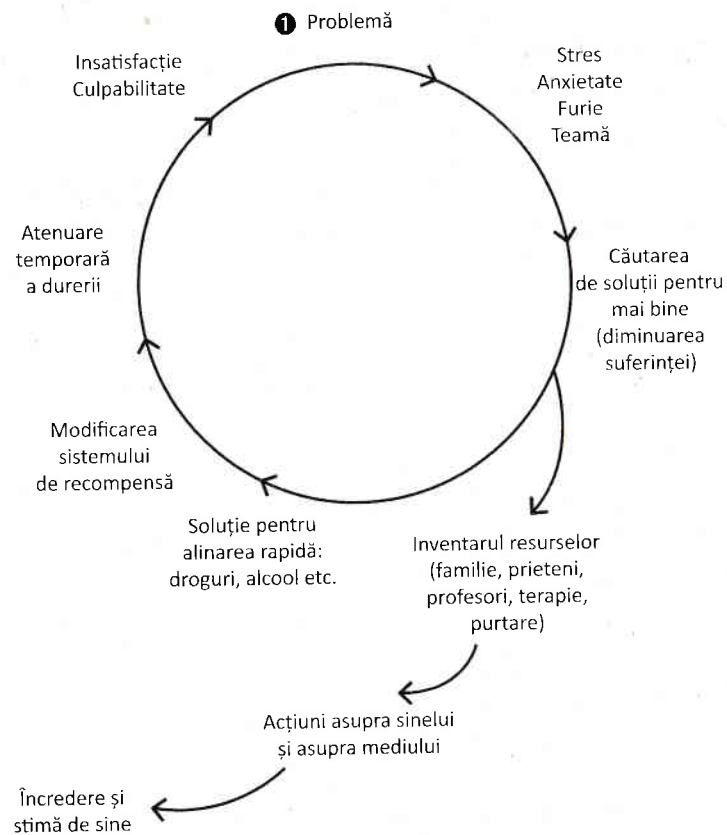 ❶ Problemă
Stres
Anxietate
Furie
Teamă
Căutarea
de soluții pentru
mai bine
(diminuarea
suferinței)
Soluție pentru
alinarea rapidă:
droguri, alcool etc.
Modificarea
sistemului
de recompensă
Atenuare
temporară
a durerii
Insatisfacție
Culpabilitate
Inventarul resurselor
(familie, prieteni,
profesori, terapie,
purtare)
Acțiuni asupra sinelui
și asupra mediului
Încredere și
stimă de sine